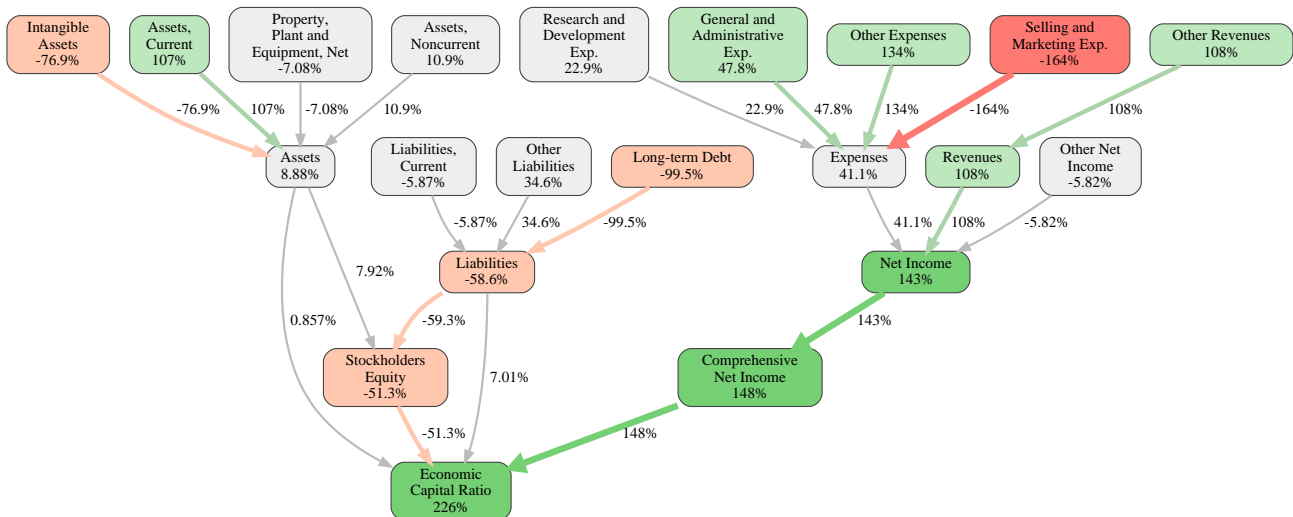 Intangible
Assets
-76.9%
Assets,
Current
107%
Property,
Plant and
Equipment, Net
-7.08%
Assets,
Noncurrent
10.9%
Research and
Development
Exp.
22.9%
General and
Administrative
Exp.
47.8%
Other Expenses
134%
Selling and
Marketing Exp.
-164%
Other Revenues
108%
-76.9%
107%
-7.08%
10.9%
22.9%
47.8%
134%
-164%
108%
Assets
8.88%
Liabilities,
Current
-5.87%
Other
Liabilities
34.6%
Long-term Debt
-99.5%
Expenses
41.1%
Revenues
108%
Other Net
Income
-5.82%
-5.87%
34.6%
-99.5%
41.1%
108%
-5.82%
Liabilities
-58.6%
Net Income
143%
7.92%
0.857%
-59.3%
143%
Stockholders
Equity
-51.3%
7.01%
Comprehensive
Net Income
148%
-51.3%
148%
Economic
Capital Ratio
226%